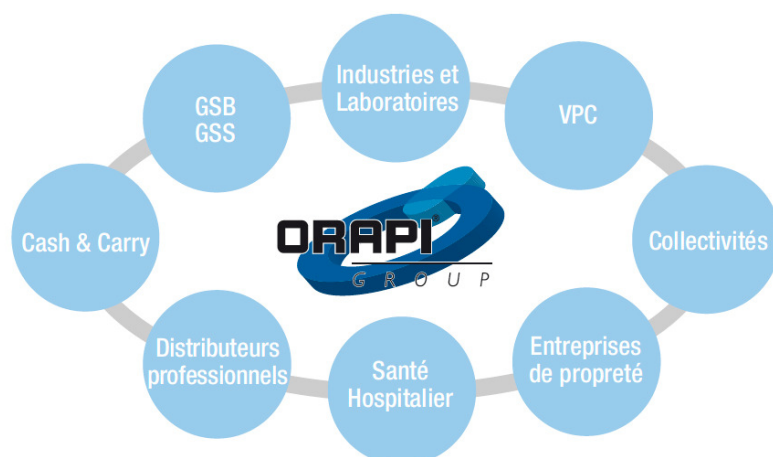 Industries et
Laboratoires
GSB
GSS
VPC
Cash & Carry
ORAPI®
GROUP
Collectivités
Distributeurs
professionnels
Santé
Hospitalier
Entreprises
de propreté